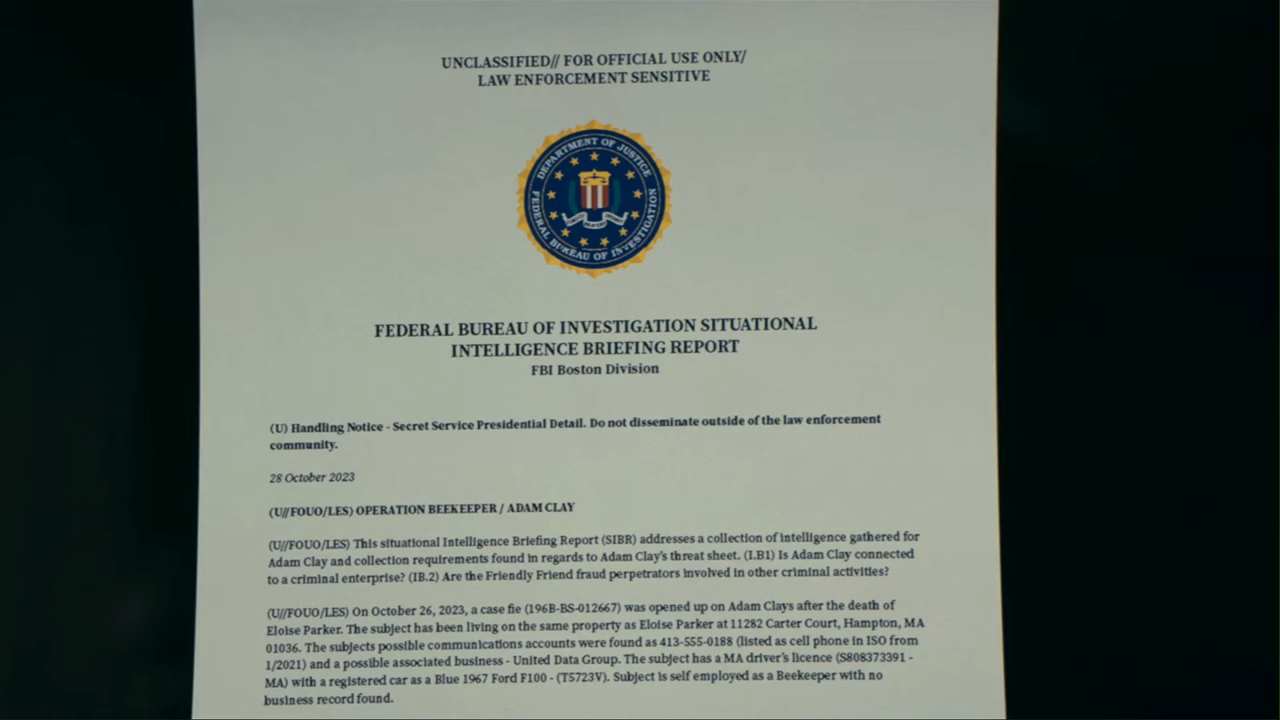 UNCLASSIFIED// FOR OFFICIAL USE ONLY/
LAW ENFORCEMENT SENSITIVE
DEPARTMENT OF JUSTICE
FEDERAL BUREAU OF INVESTIGATION
FEDERAL BUREAU OF INVESTIGATION SITUATIONAL
INTELLIGENCE BRIEFING REPORT
FBI Boston Division
(U) Handling Notice - Secret Service Presidential Detail. Do not disseminate outside of the law enforcement
community.
28 October 2023
(U//FOUO/LES) OPERATION BEEKEEPER / ADAM CLAY
(U//FOUO/LES) This situational Intelligence Briefing Report (SIBR) addresses a collection of intelligence gathered for
Adam Clay and collection requirements found in regards to Adam Clay's threat sheet. (I.B1) Is Adam Clay connected
to a criminal enterprise? (IB.2) Are the Friendly Friend fraud perpetrators involved in other criminal activities?
(U//FOUO/LES) On October 26, 2023, a case fie (196B-BS-012667) was opened up on Adam Clays after the death of
Eloise Parker. The subject has been living on the same property as Eloise Parker at 11282 Carter Court, Hampton, MA
01036. The subjects possible communications accounts were found as 413-555-0188 (listed as cell phone in ISO from
1/2021) and a possible associated business - United Data Group. The subject has a MA driver's licence (S808373391 -
MA) with a registered car as a Blue 1967 Ford F100 - (T5723V). Subject is self employed as a Beekeeper with no
business record found.